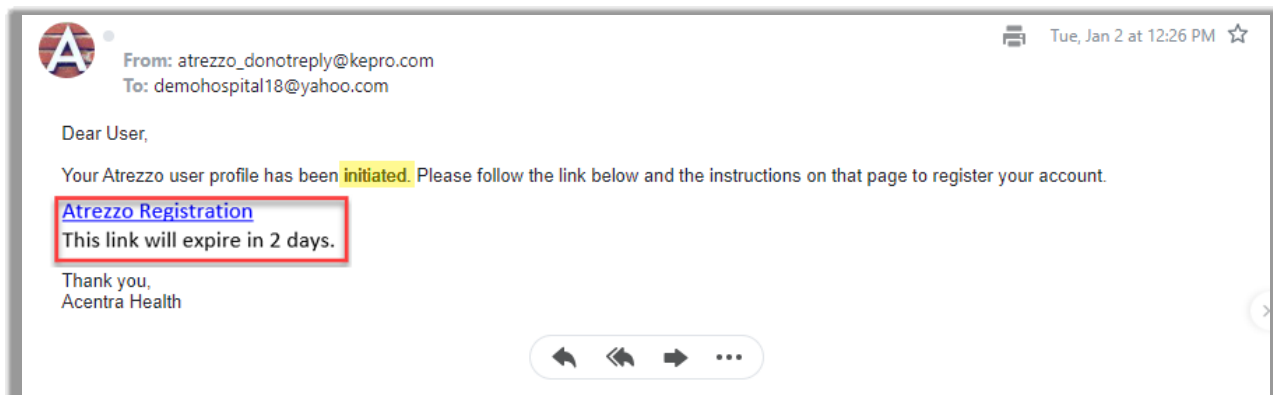 A
Tue, Jan 2 at 12:26 PM
From: atrezzo_donotreply@kepro.com
To: demohospital18@yahoo.com
Dear User,
Your Atrezzo user profile has been initiated. Please follow the link below and the instructions on that page to register your account.
Atrezzo Registration
This link will expire in 2 days.
Thank you,
Acentra Health